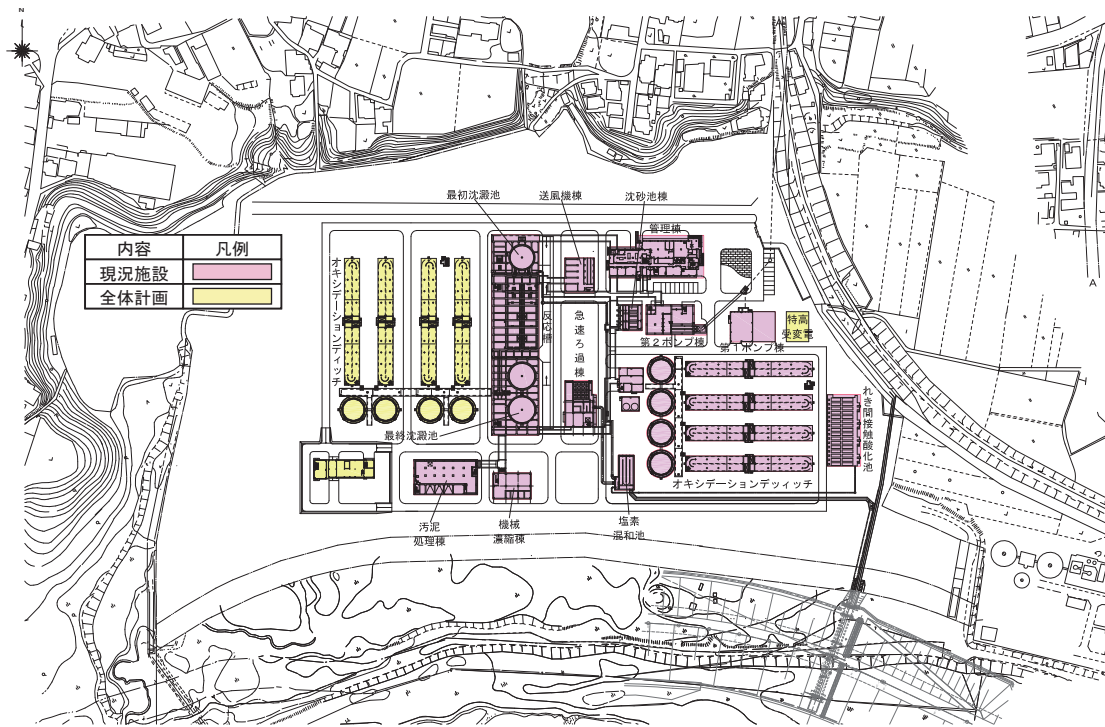 N
最初沈澱池
送風機棟
沈砂池棟
管理棟
内容
凡例
現況施設
全体計画
オキシデーションディッチ
反応槽
急速ろ過棟
第2ポンプ棟
第1ポンプ棟
特高
受変電
れき間接触酸化池
最終沈澱池
オキシデーションデッィッチ
汚泥
処理棟
機械
濃縮棟
塩素
混和池
A